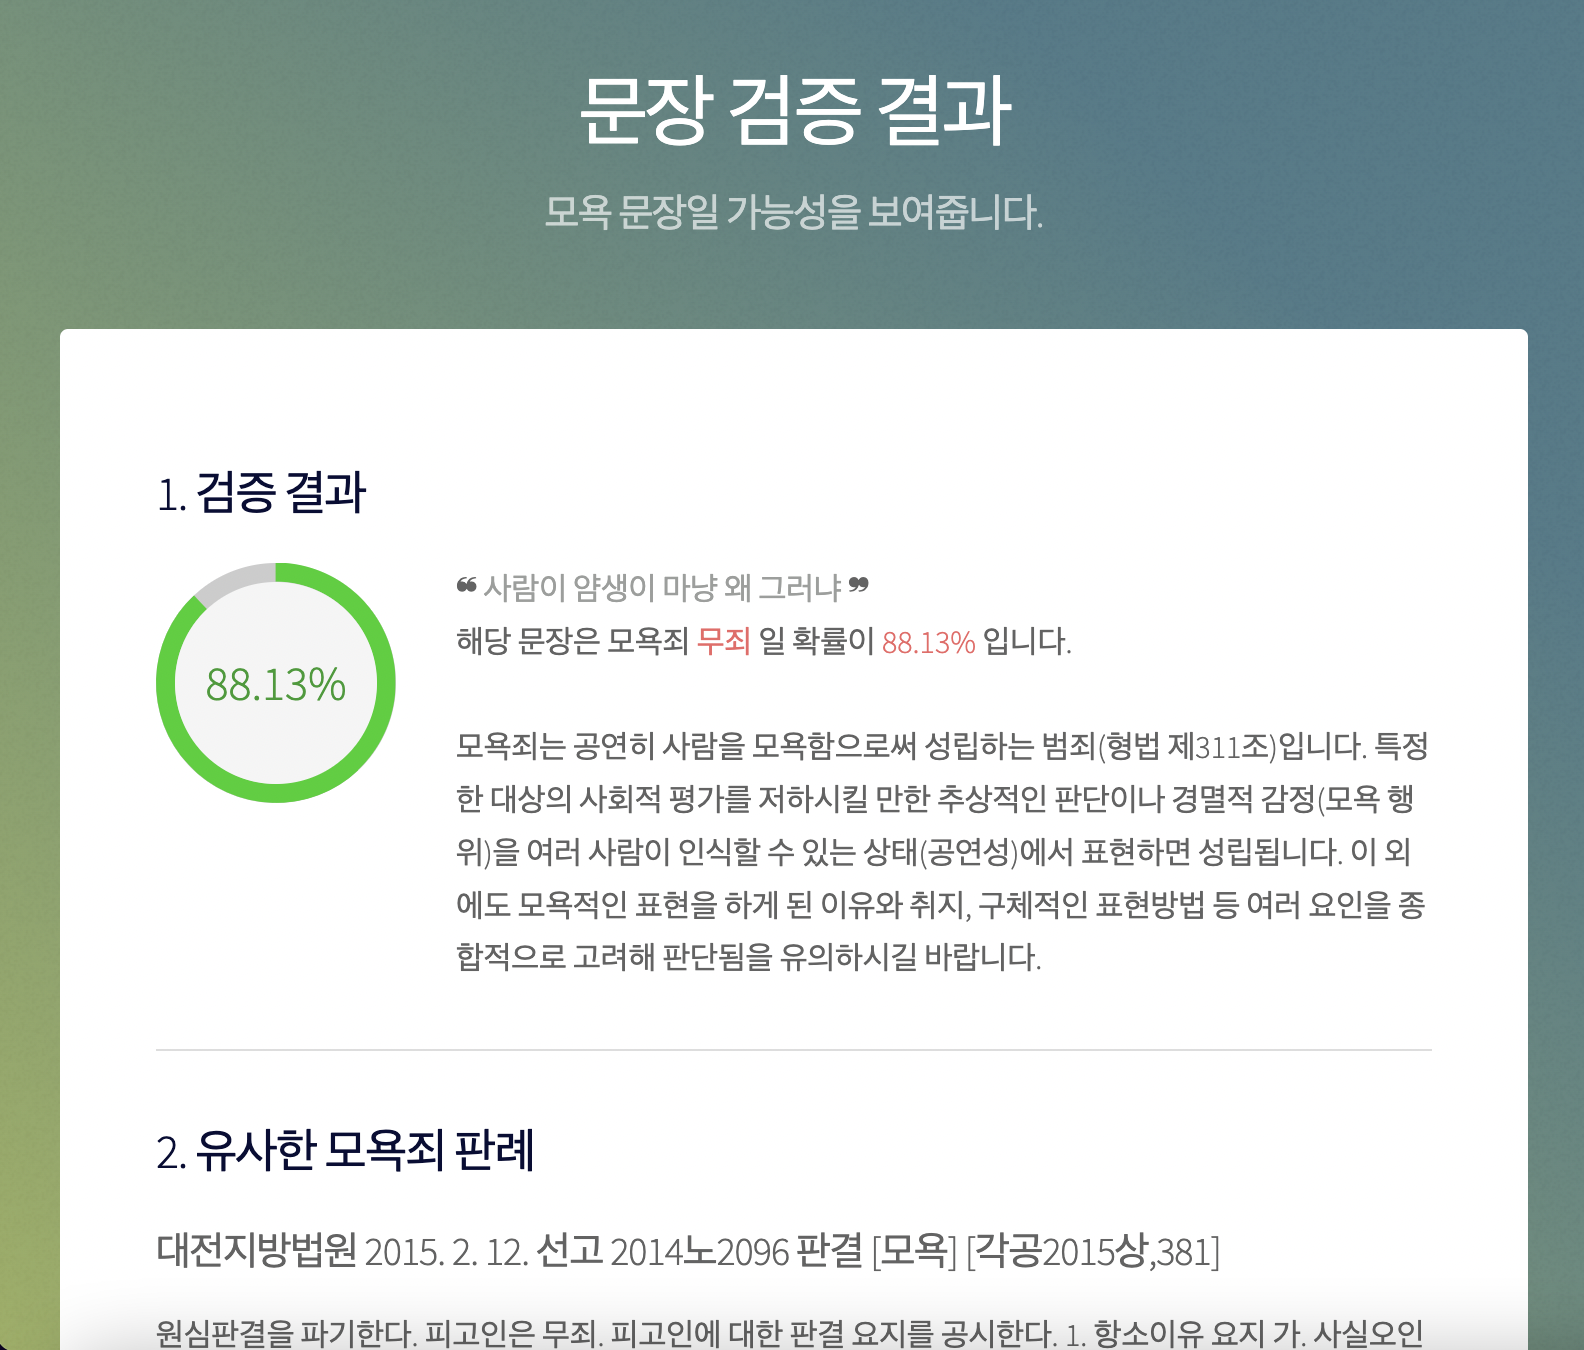 문장 검증 결과
모욕 문장일 가능성을 보여줍니다.
1. 검증 결과
88.13%
❝ 사람이 얌생이 마냥 왜 그러냐 ❞
해당 문장은 모욕죄 무죄 일 확률이 88.13% 입니다.
모욕죄는 공연히 사람을 모욕함으로써 성립하는 범죄(형법 제311조)입니다. 특정
한 대상의 사회적 평가를 저하시킬 만한 추상적인 판단이나 경멸적 감정(모욕 행
위)을 여러 사람이 인식할 수 있는 상태(공연성)에서 표현하면 성립됩니다. 이 외
에도 모욕적인 표현을 하게 된 이유와 취지, 구체적인 표현방법 등 여러 요인을 종
합적으로 고려해 판단됨을 유의하시길 바랍니다.
2. 유사한 모욕죄 판례
대전지방법원 2015. 2. 12. 선고 2014노2096 판결 [모욕] [각공2015상,381]
원심판결을 파기한다. 피고인은 무죄. 피고인에 대한 판결 요지를 공시한다. 1. 항소이유 요지 가. 사실오인